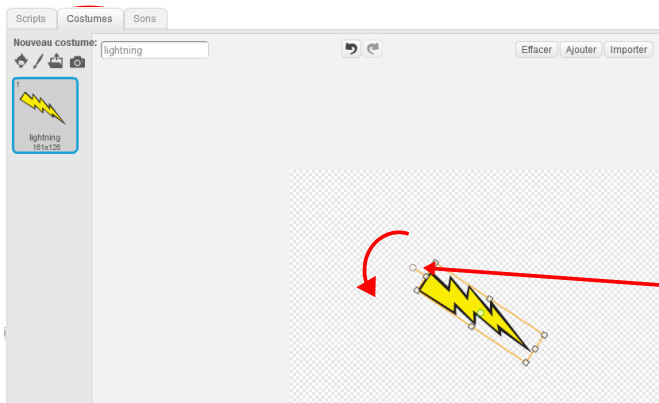 Scripts Costumes Sons
Nouveau costume:
lightning
Effacer Ajouter Importer
1
lightning
161x126